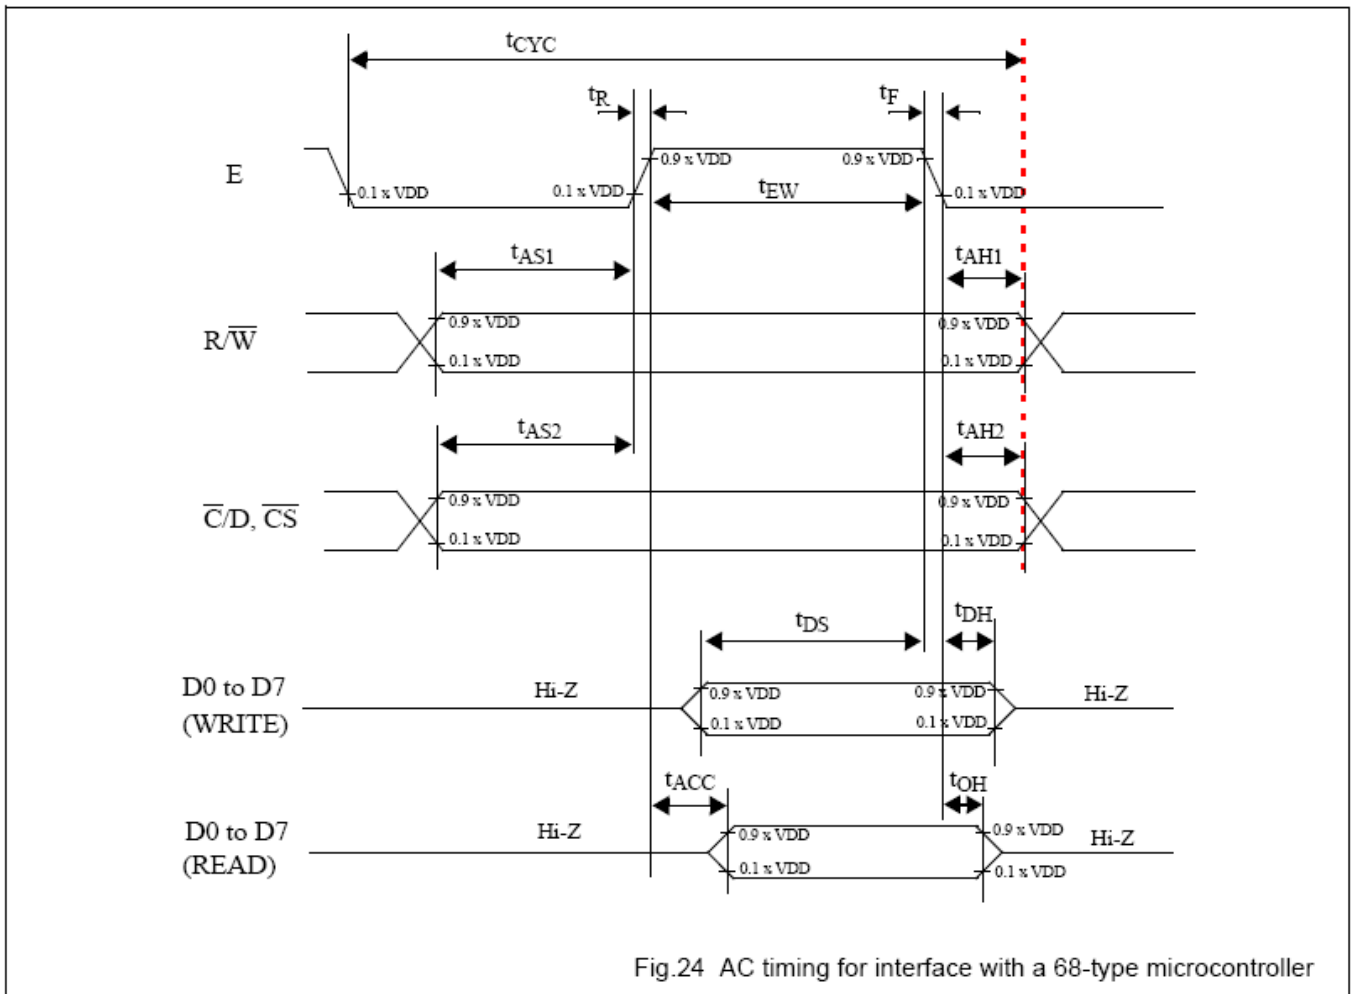 tCYC
tR
tF
E
0.9 x VDD
0.9 x VDD
0.1 x VDD
0.1 x VDD
tEW
0.1 x VDD
tAS1
tAH1
R/W̅
0.9 x VDD
0.9 x VDD
0.1 x VDD
0.1 x VDD
tAS2
tAH2
C̅/D, C̅S̅
0.9 x VDD
0.9 x VDD
0.1 x VDD
0.1 x VDD
tDS
tDH
D0 to D7
(WRITE)
Hi-Z
0.9 x VDD
0.9 x VDD
Hi-Z
0.1 x VDD
0.1 x VDD
tACC
tOH
D0 to D7
(READ)
Hi-Z
0.9 x VDD
0.9 x VDD
Hi-Z
0.1 x VDD
0.1 x VDD
Fig.24 AC timing for interface with a 68-type microcontroller